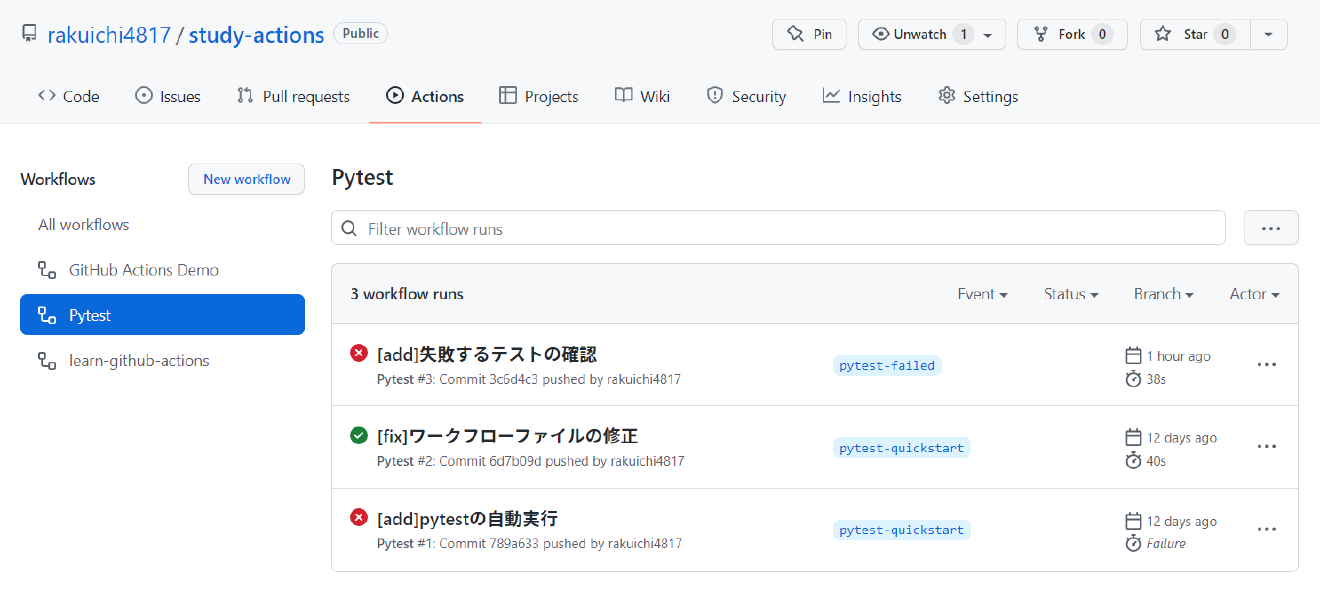 rakuichi4817 / study-actions Public Pin Unwatch 1 Fork 0 Star 0
Code Issues Pull requests Actions Projects Wiki Security Insights Settings
Workflows New workflow
All workflows
GitHub Actions Demo
Pytest
learn-github-actions
Pytest
Filter workflow runs ...
3 workflow runs Event Status Branch Actor
[add]失敗するテストの確認
Pytest #3: Commit 3c6d4c3 pushed by rakuichi4817
pytest-failed
1 hour ago
38s
[fix]ワークフローファイルの修正
Pytest #2: Commit 6d7b09d pushed by rakuichi4817
pytest-quickstart
12 days ago
40s
[add]pytestの自動実行
Pytest #1: Commit 789a633 pushed by rakuichi4817
pytest-quickstart
12 days ago
Failure